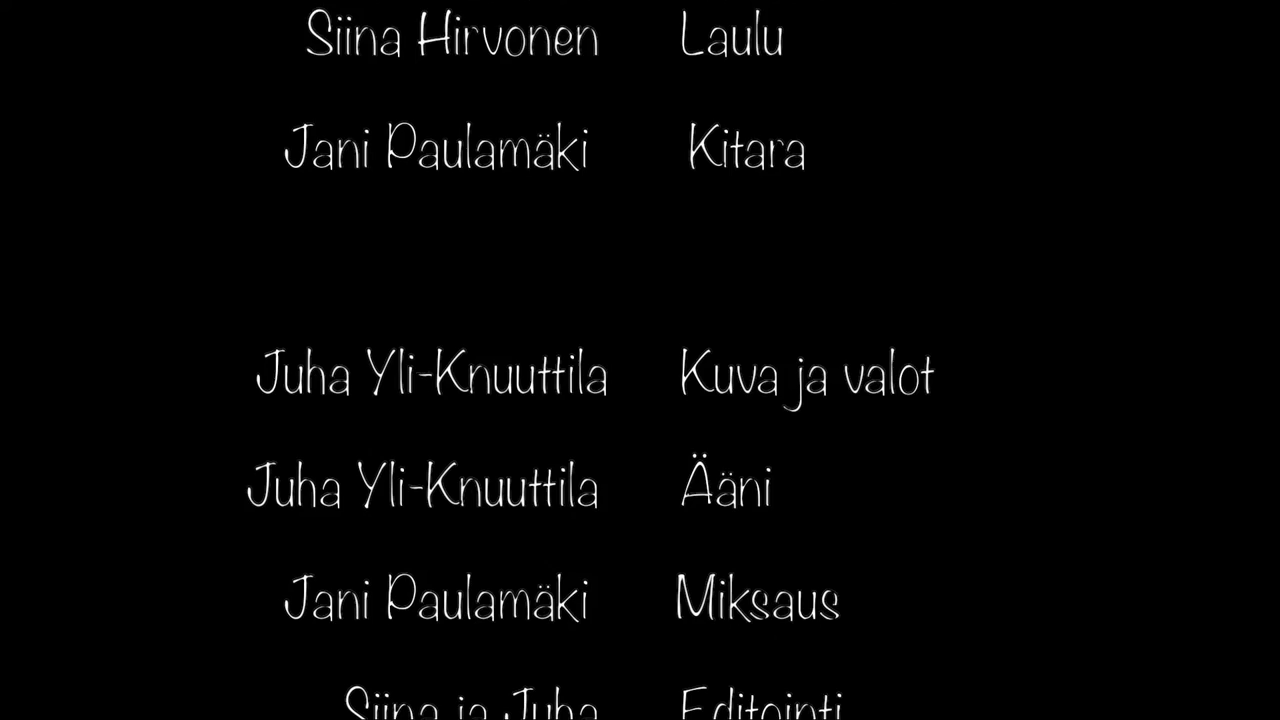 Siina Hirvonen Laulu
Jani Paulamäki Kitara
Juha Yli-Knuuttila Kuva ja valot
Juha Yli-Knuuttila Ääni
Jani Paulamäki Miksaus
Siina ja Juha Editointi